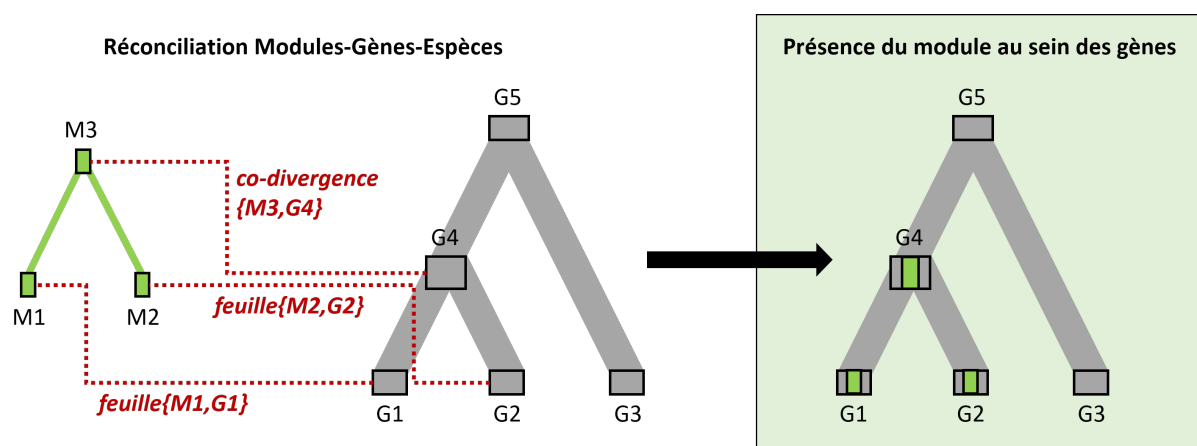 Réconciliation Modules-Gènes-Espèces
M3
M1
M2
co-divergence
{M3,G4}
feuille{M2,G2}
feuille{M1,G1}
G5
G4
G1
G2
G3
Présence du module au sein des gènes
G5
G4
G1
G2
G3